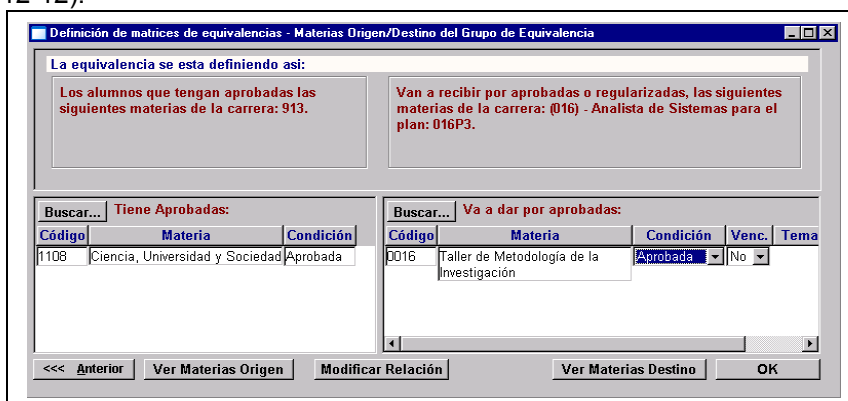 12-12).
Definición de matrices de equivalencias - Materias Origen/Destino del Grupo de Equivalencia
La equivalencia se esta definiendo asi:
Los alumnos que tengan aprobadas las
siguientes materias de la carrera: 913.
Van a recibir por aprobadas o regularizadas, las siguientes
materias de la carrera: (016) - Analista de Sistemas para el
plan: 016P3.
Buscar... Tiene Aprobadas:
Código Materia Condición
1108 Ciencia, Universidad y Sociedad Aprobada
Buscar... Va a dar por aprobadas:
Código Materia Condición Venc. Tema
0016 Taller de Metodología de la Aprobada No
Investigación
<<< Anterior Ver Materias Origen Modificar Relación Ver Materias Destino OK